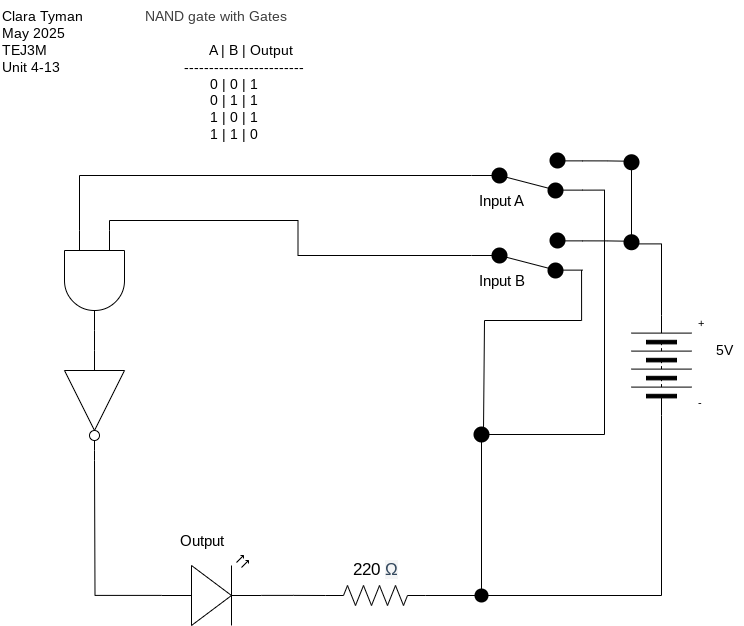 Clara Tyman
May 2025
TEJ3M
Unit 4-13
NAND gate with Gates
A | B | Output
------------------------
0 | 0 | 1
0 | 1 | 1
1 | 0 | 1
1 | 1 | 0
Input A
Input B
+
5V
-
Output
220 Ω